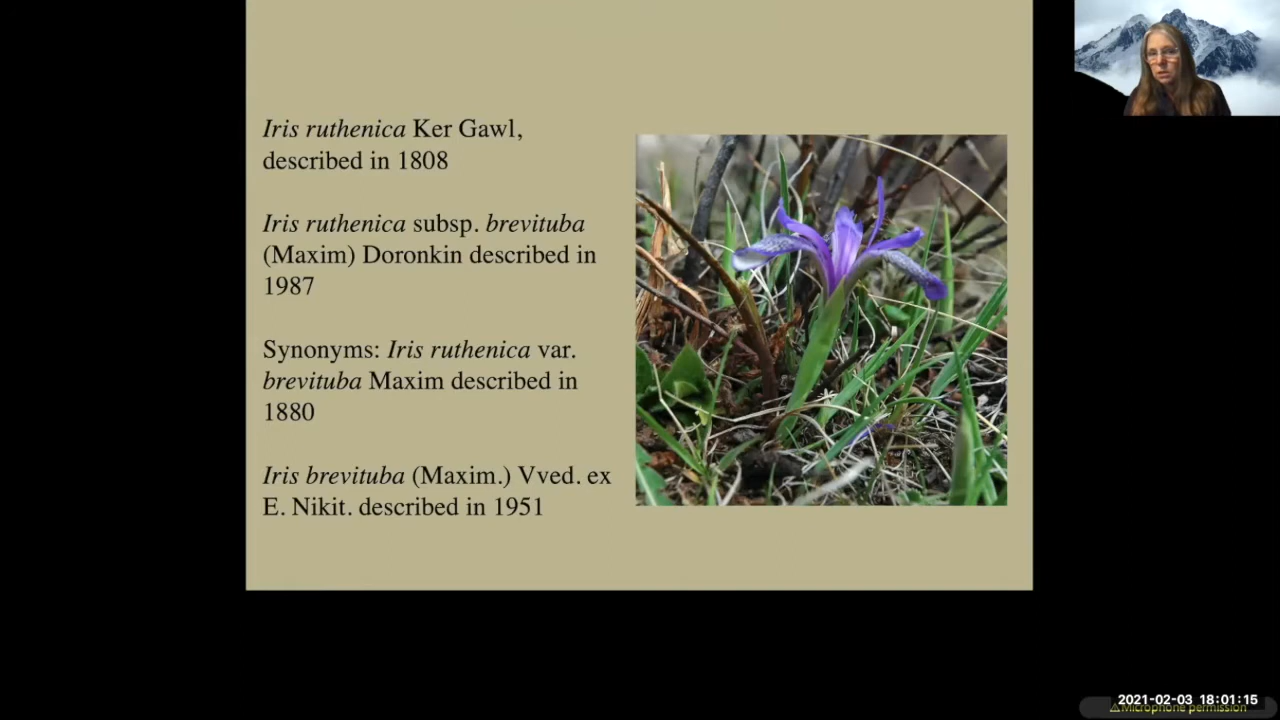 Iris ruthenica Ker Gawl,
described in 1808
Iris ruthenica subsp. brevituba
(Maxim) Doronkin described in
1987
Synonyms: Iris ruthenica var.
brevituba Maxim described in
1880
Iris brevituba (Maxim.) Vved. ex
E. Nikit. described in 1951
2021-02-03 18:01:15
⚠Microphone permission